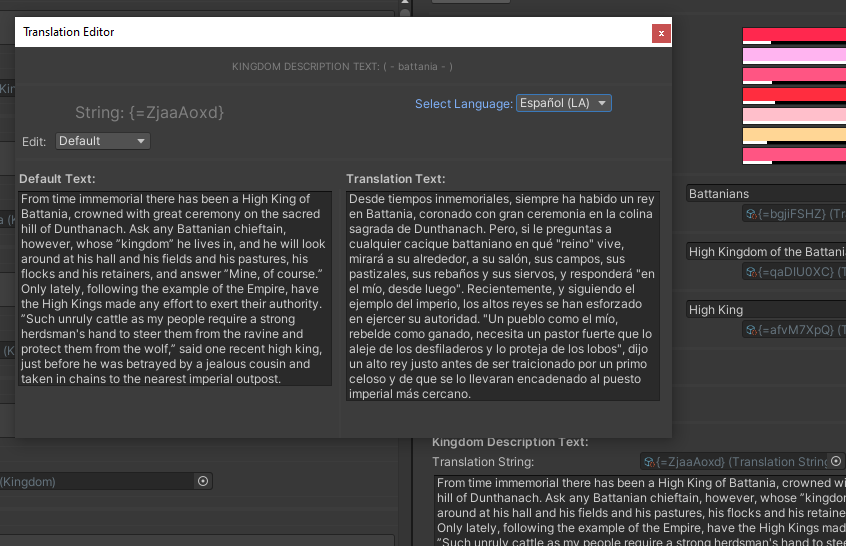 Translation Editor
x
KINGDOM DESCRIPTION TEXT: ( - battania - )
String: {=ZjaaAoxd}
Select Language:
Español (LA)
Edit:
Default
Default Text:
From time immemorial there has been a High King of
Battania, crowned with great ceremony on the sacred
hill of Dunthanach. Ask any Battanian chieftain,
however, whose ”kingdom” he lives in, and he will look
around at his hall and his fields and his pastures, his
flocks and his retainers, and answer ”Mine, of course.”
Only lately, following the example of the Empire, have
the High Kings made any effort to exert their authority.
”Such unruly cattle as my people require a strong
herdsman's hand to steer them from the ravine and
protect them from the wolf,” said one recent high king,
just before he was betrayed by a jealous cousin and
taken in chains to the nearest imperial outpost.
Translation Text:
Desde tiempos inmemoriales, siempre ha habido un rey
en Battania, coronado con gran ceremonia en la colina
sagrada de Dunthanach. Pero, si le preguntas a
cualquier cacique battaniano en qué "reino" vive,
mirará a su alrededor, a su salón, sus campos, sus
pastizales, sus rebaños y sus siervos, y responderá "en
el mío, desde luego". Recientemente, y siguiendo el
ejemplo del imperio, los altos reyes se han esforzado
en ejercer su autoridad. "Un pueblo como el mío,
rebelde como ganado, necesita un pastor fuerte que lo
aleje de los desfiladeros y lo proteja de los lobos", dijo
un alto rey justo antes de ser traicionado por un primo
celoso y de que se lo llevaran encadenado al puesto
imperial más cercano.
Battanians
{=bgjiFSHZ} (Tr
High Kingdom of the Battani
{=qaDlU0XC} (T
High King
{=afvM7XpQ} (T
(Kingdom)
Kingdom Description Text:
Translation String:
{=ZjaaAoxd} (Translation String
From time immemorial there has been a High King of Battania, crowned wi
hill of Dunthanach. Ask any Battanian chieftain, however, whose ”kingdo
around at his hall and his fields and his pastures, his flocks and his retaine
Only lately, following the example of the Empire, have the High Kings mad
”Such unruly cattle as my people require a strong herdsman's hand to stee